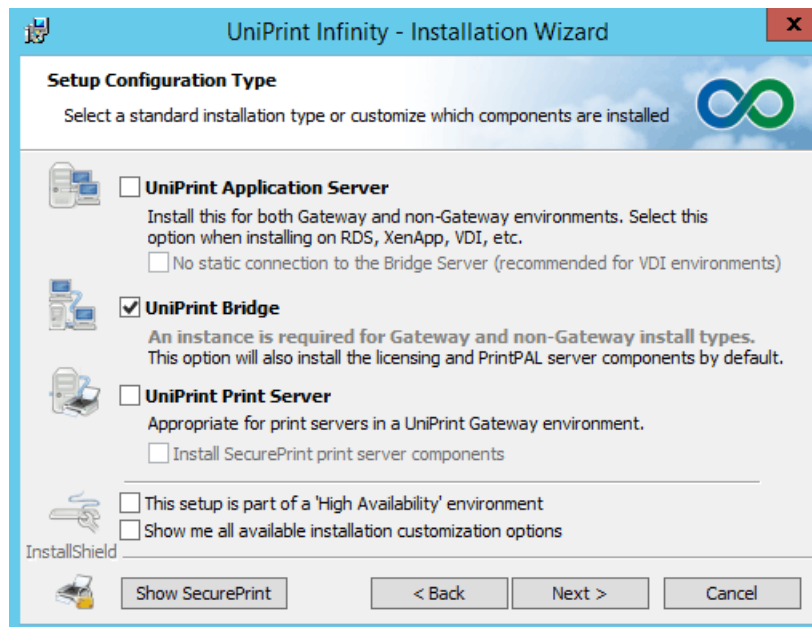 UniPrint Infinity - Installation Wizard
x
Setup Configuration Type
Select a standard installation type or customize which components are installed
UniPrint Application Server
Install this for both Gateway and non-Gateway environments. Select this
option when installing on RDS, XenApp, VDI, etc.
No static connection to the Bridge Server (recommended for VDI environments)
UniPrint Bridge
An instance is required for Gateway and non-Gateway install types.
This option will also install the licensing and PrintPAL server components by default.
UniPrint Print Server
Appropriate for print servers in a UniPrint Gateway environment.
Install SecurePrint print server components
This setup is part of a 'High Availability' environment
Show me all available installation customization options
InstallShield
Show SecurePrint
< Back
Next >
Cancel